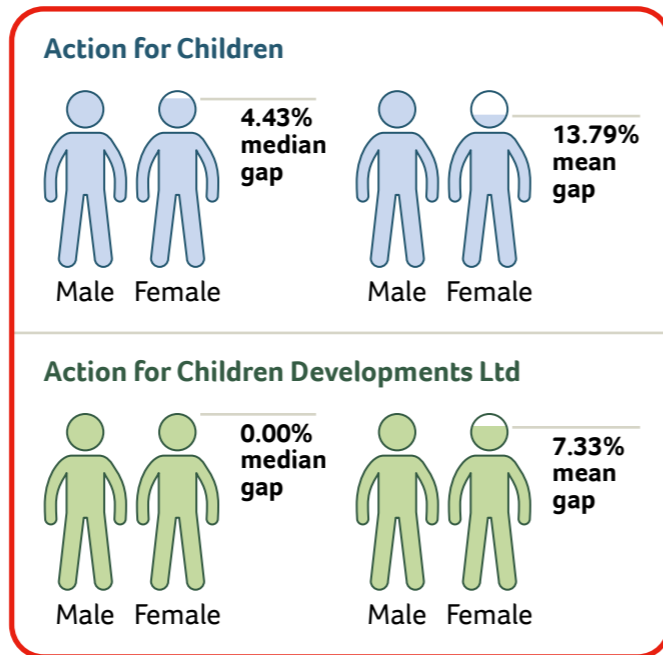 Action for Children
4.43%
median
gap
Male Female
13.79%
mean
gap
Male Female
Action for Children Developments Ltd
0.00%
median
gap
Male Female
7.33%
mean
gap
Male Female